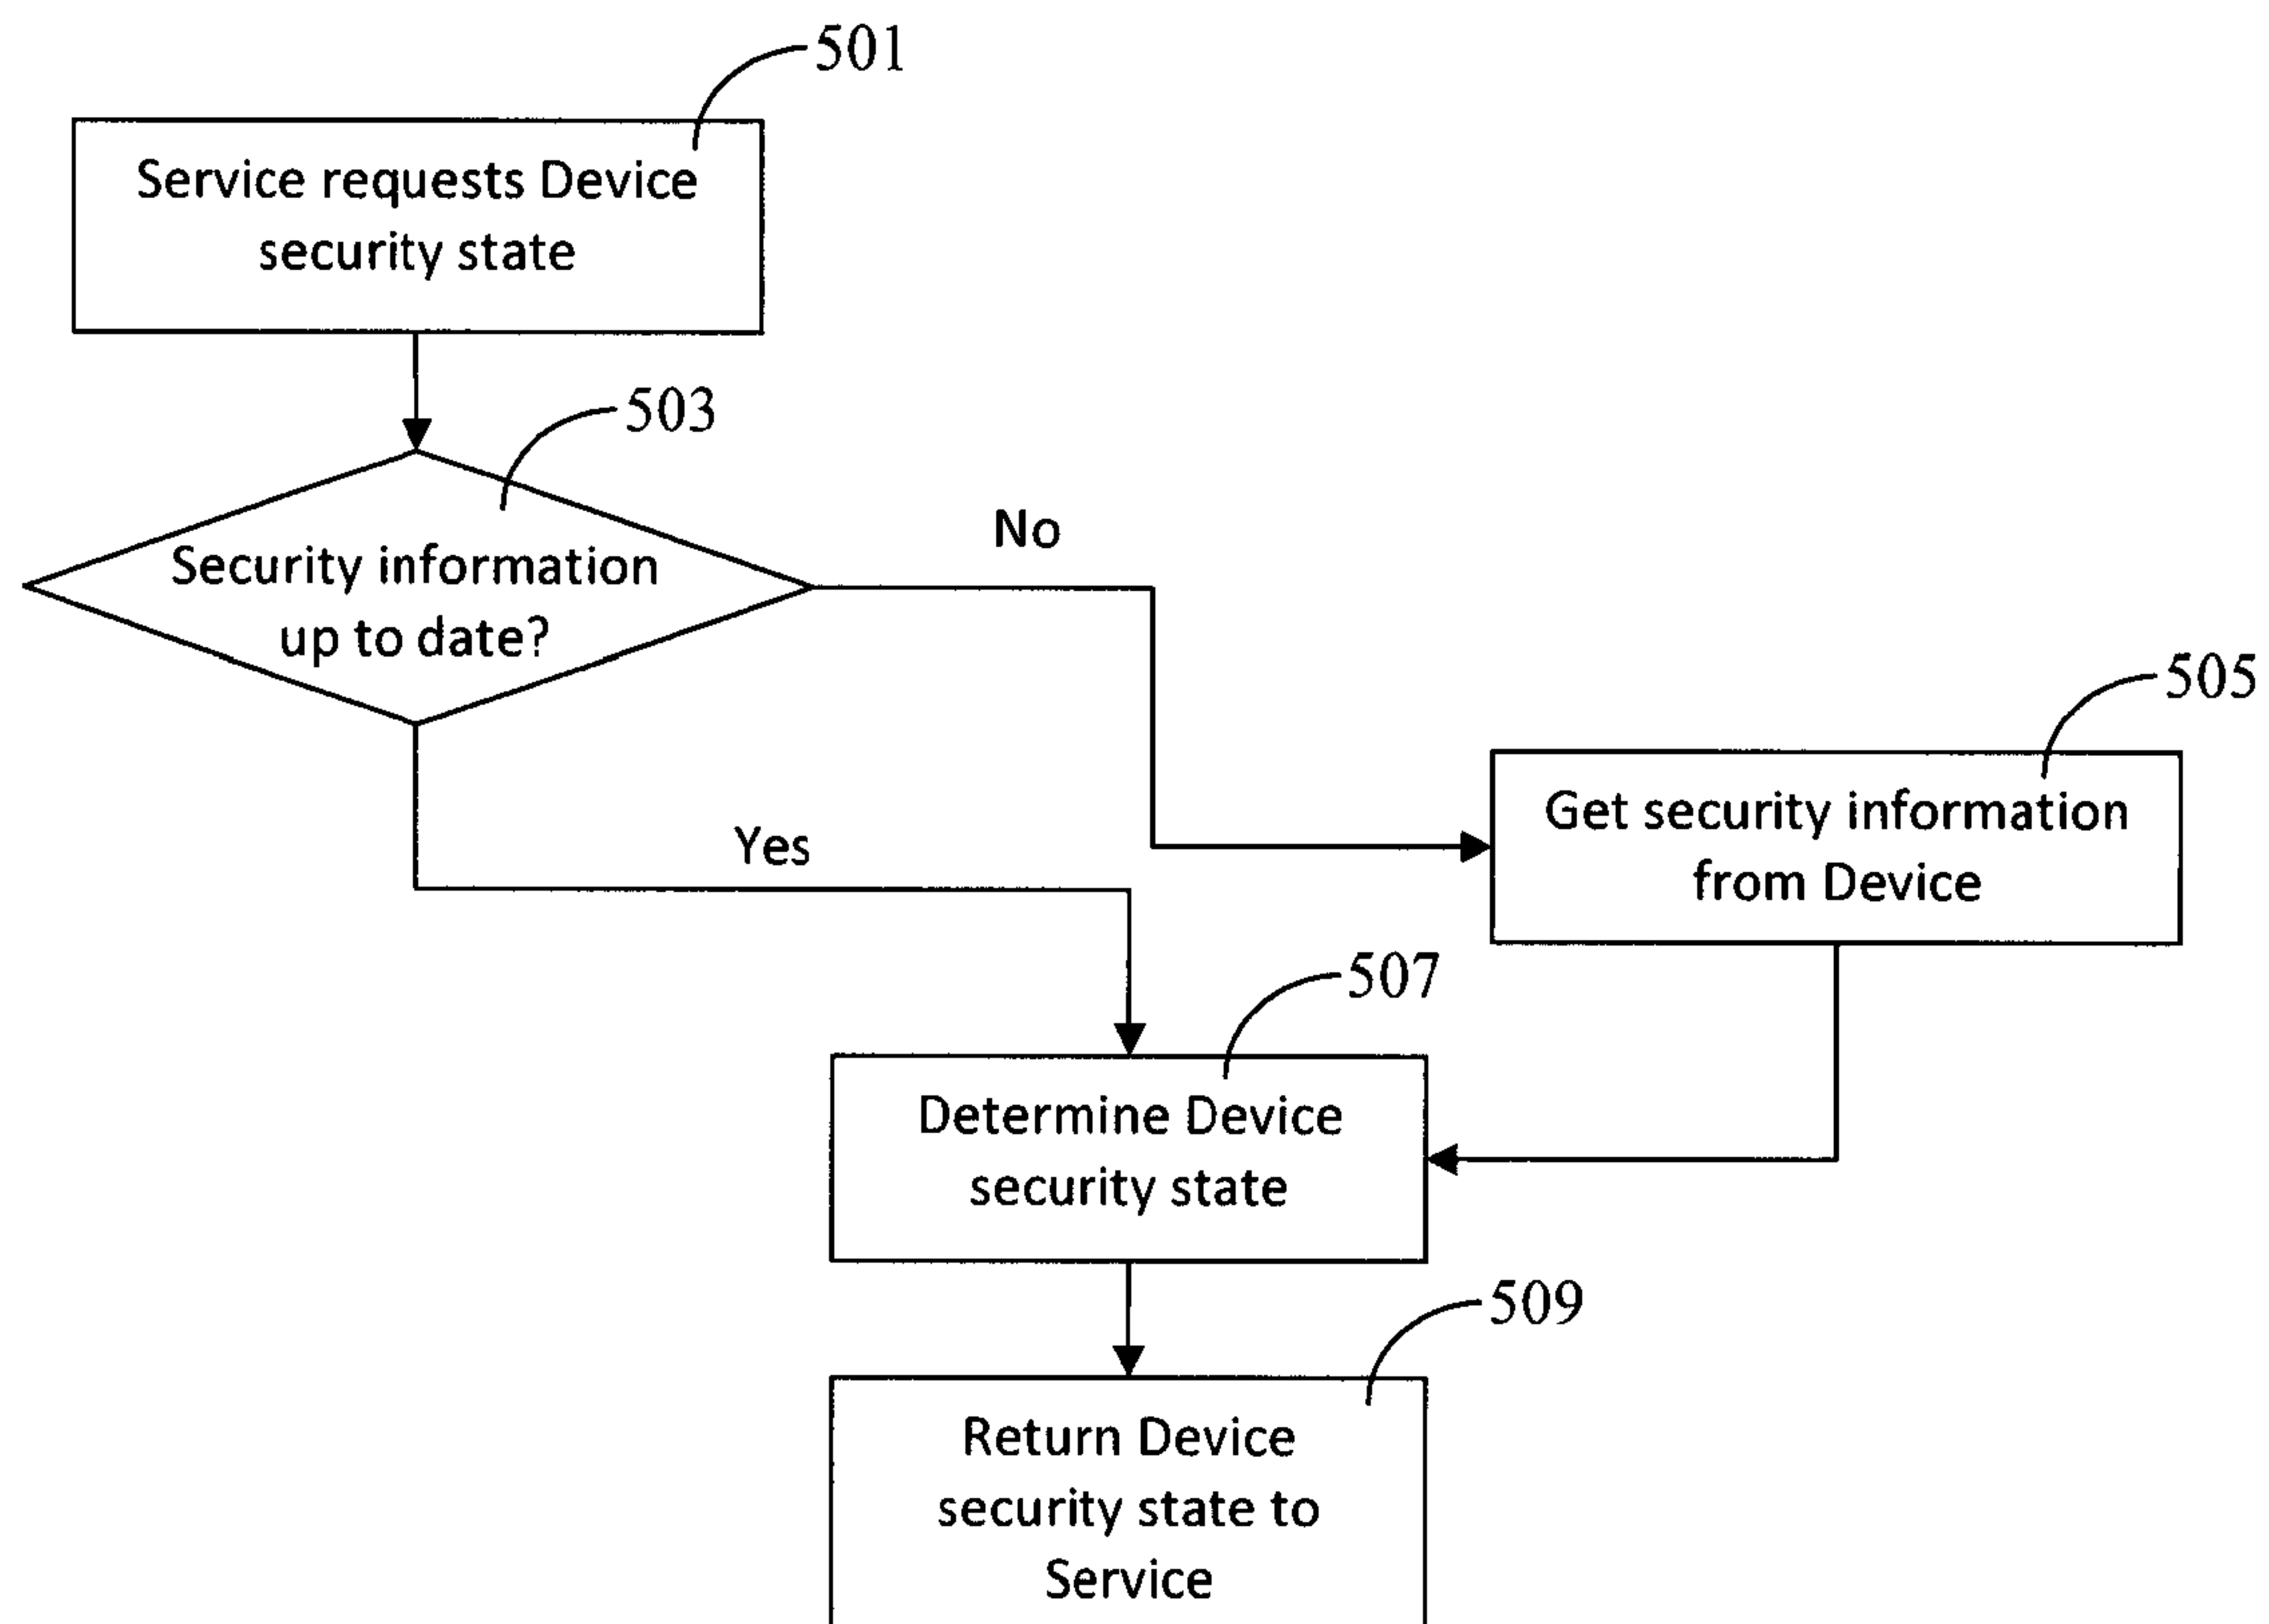 501
Service requests Device
security state
503
Security information
up to date?
No
505
Get security information
from Device
Yes
507
Determine Device
security state
509
Return Device
security state to
Service